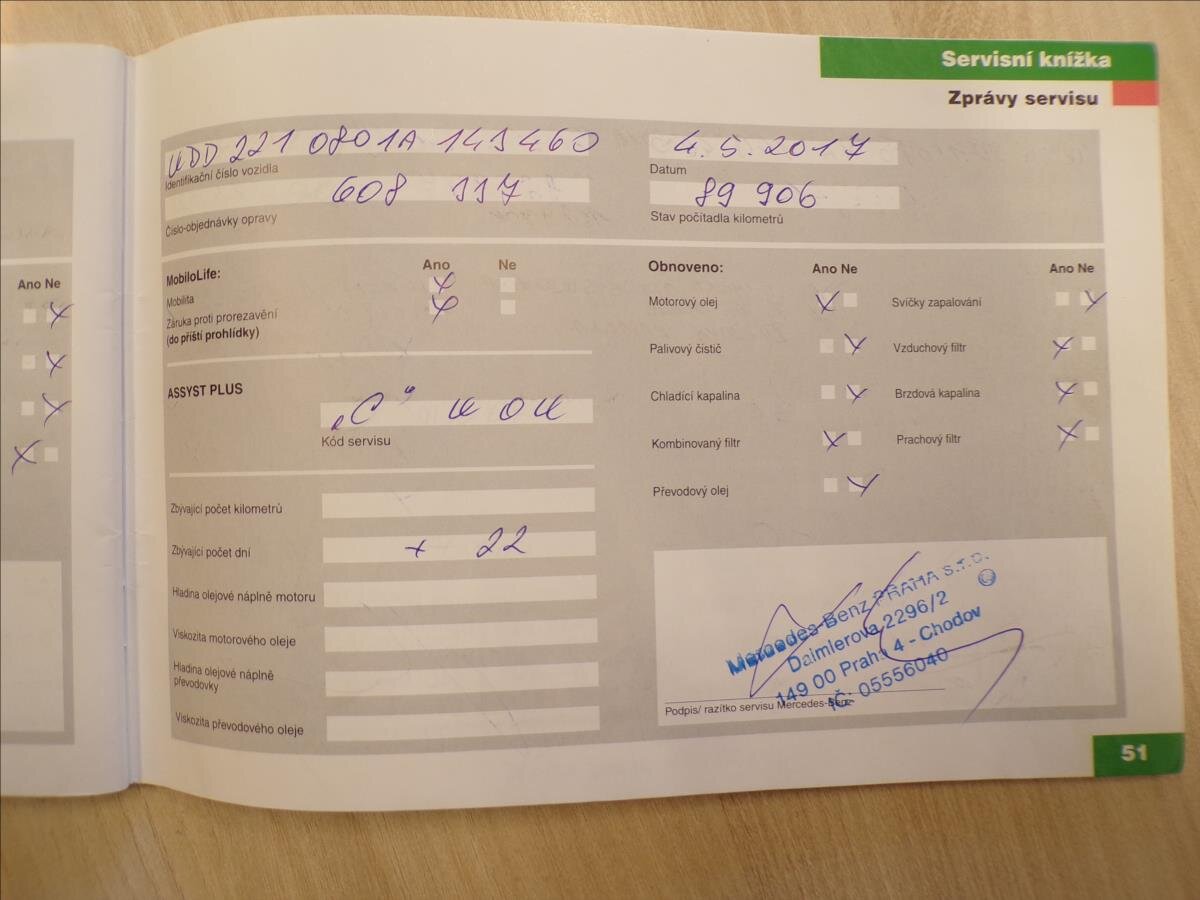 Servisní knížka
Zprávy servisu
WDD 221 0801A 143460
Identifikační číslo vozidla
608 117
Číslo-objednávky opravy
4.5.2017
Datum
89 906
Stav počítadla kilometrů
Ano Ne
MobiloLife:
Ano Ne
Mobilita
Záruka proti prorezavění
(do příští prohlídky)
ASSYST PLUS
„C“
Kód servisu
Zbývající počet kilometrů
Zbývající počet dní + 22
Hladina olejové náplně motoru
Viskozita motorového oleje
Hladina olejové náplně
převodovky
Viskozita převodového oleje
Obnoveno: Ano Ne Ano Ne
Motorový olej Svíčky zapalování
Palivový čistič Vzduchový filtr
Chladící kapalina Brzdová kapalina
Kombinovaný filtr Prachový filtr
Převodový olej
Mercedes-Benz PRAHA s.r.o.
Daimlerova 2296/2
149 00 Praha 4 - Chodov
IČ: 05556040
Podpis/ razítko servisu Mercedes-Benz
51